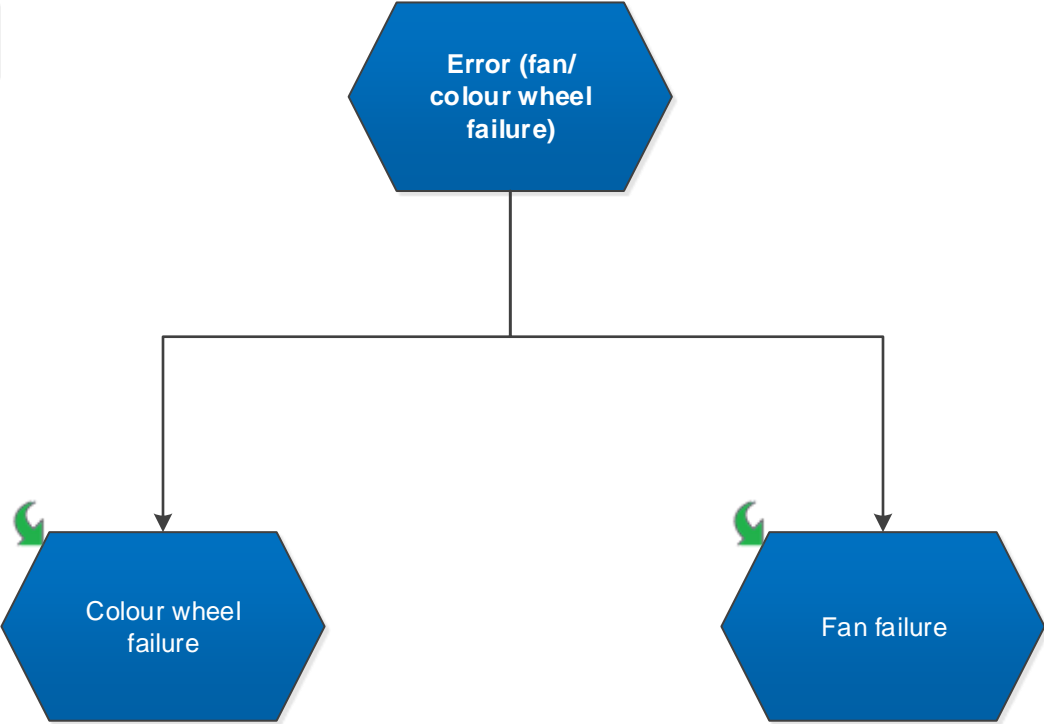 Error (fan/
colour wheel
failure)
Colour wheel
failure
Fan failure